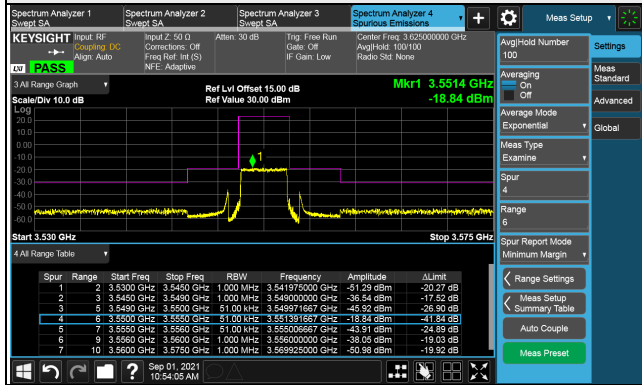 Spectrum Analyzer 1
Swept SA
Spectrum Analyzer 2
Swept SA
Spectrum Analyzer 3
Swept SA
Spectrum Analyzer 4
Spurious Emissions
+
Meas Setup
KEYSIGHT
Input: RF
Coupling: DC
Align: Auto
Input Z: 50 Ω
Corrections: Off
Freq Ref: Int (S)
NFE: Adaptive
Atten: 30 dB
Trig: Free Run
Gate: Off
IF Gain: Low
Center Freq: 3.625000000 GHz
Avg|Hold: 100/100
Radio Std: None
LXI PASS
3 All Range Graph
Scale/Div 10.0 dB
Ref Lvl Offset 15.00 dB
Ref Value 30.00 dBm
Mkr1 3.5514 GHz
-18.84 dBm
Log
20.0
10.0
0.00
-10.0
-20.0
-30.0
-40.0
-50.0
-60.0
1
Start 3.530 GHz
Stop 3.575 GHz
4 All Range Table
Spur Range Start Freq Stop Freq RBW Frequency Amplitude ΔLimit
1 2 3.5300 GHz 3.5450 GHz 1.000 MHz 3.541975000 GHz -51.29 dBm -20.27 dB
2 3 3.5450 GHz 3.5490 GHz 1.000 MHz 3.549000000 GHz -36.54 dBm -17.52 dB
3 5 3.5490 GHz 3.5500 GHz 51.00 kHz 3.549971667 GHz -45.92 dBm -26.90 dB
4 6 3.5500 GHz 3.5550 GHz 51.00 kHz 3.551391667 GHz -18.84 dBm -41.84 dB
5 7 3.5550 GHz 3.5560 GHz 51.00 kHz 3.555006667 GHz -43.91 dBm -24.89 dB
6 9 3.5560 GHz 3.5600 GHz 1.000 MHz 3.556000000 GHz -38.05 dBm -19.03 dB
7 10 3.5600 GHz 3.5750 GHz 1.000 MHz 3.569925000 GHz -50.98 dBm -19.92 dB
Avg|Hold Number
100
Averaging
On
Off
Average Mode
Exponential
Meas Type
Examine
Spur
4
Range
6
Spur Report Mode
Minimum Margin
Range Settings
Meas Setup
Summary Table
Auto Couple
Meas Preset
Settings
Meas
Standard
Advanced
Global
?
Sep 01, 2021
10:54:05 AM